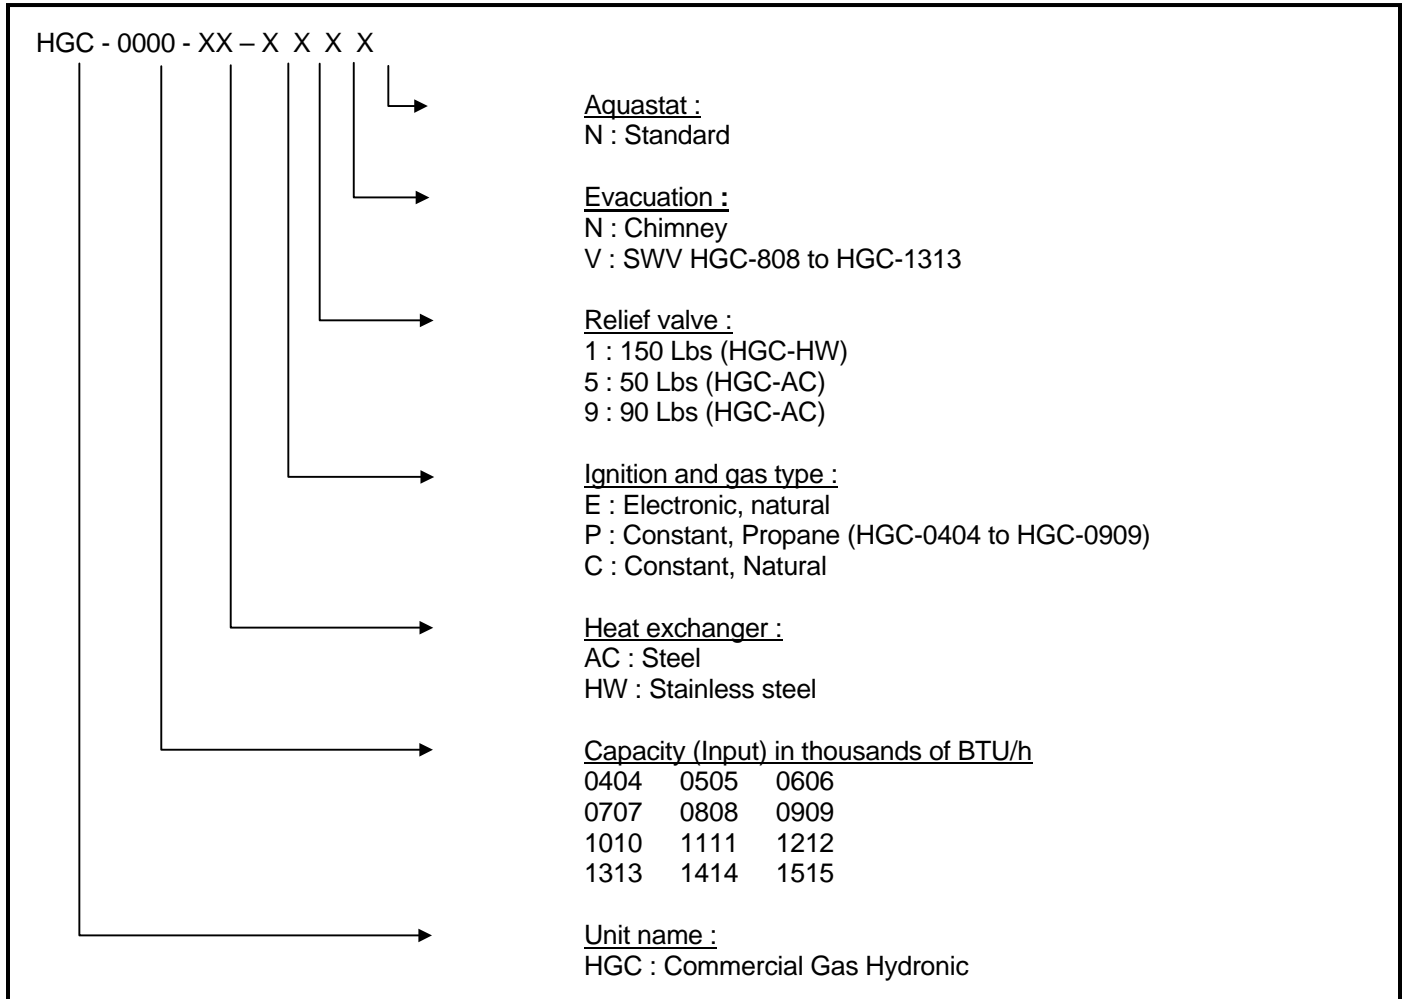 HGC - 0000 - XX – X X X X
Aquastat :
N : Standard
Evacuation :
N : Chimney
V : SWV HGC-808 to HGC-1313
Relief valve :
1 : 150 Lbs (HGC-HW)
5 : 50 Lbs (HGC-AC)
9 : 90 Lbs (HGC-AC)
Ignition and gas type :
E : Electronic, natural
P : Constant, Propane (HGC-0404 to HGC-0909)
C : Constant, Natural
Heat exchanger :
AC : Steel
HW : Stainless steel
Capacity (Input) in thousands of BTU/h
0404 0505 0606
0707 0808 0909
1010 1111 1212
1313 1414 1515
Unit name :
HGC : Commercial Gas Hydronic